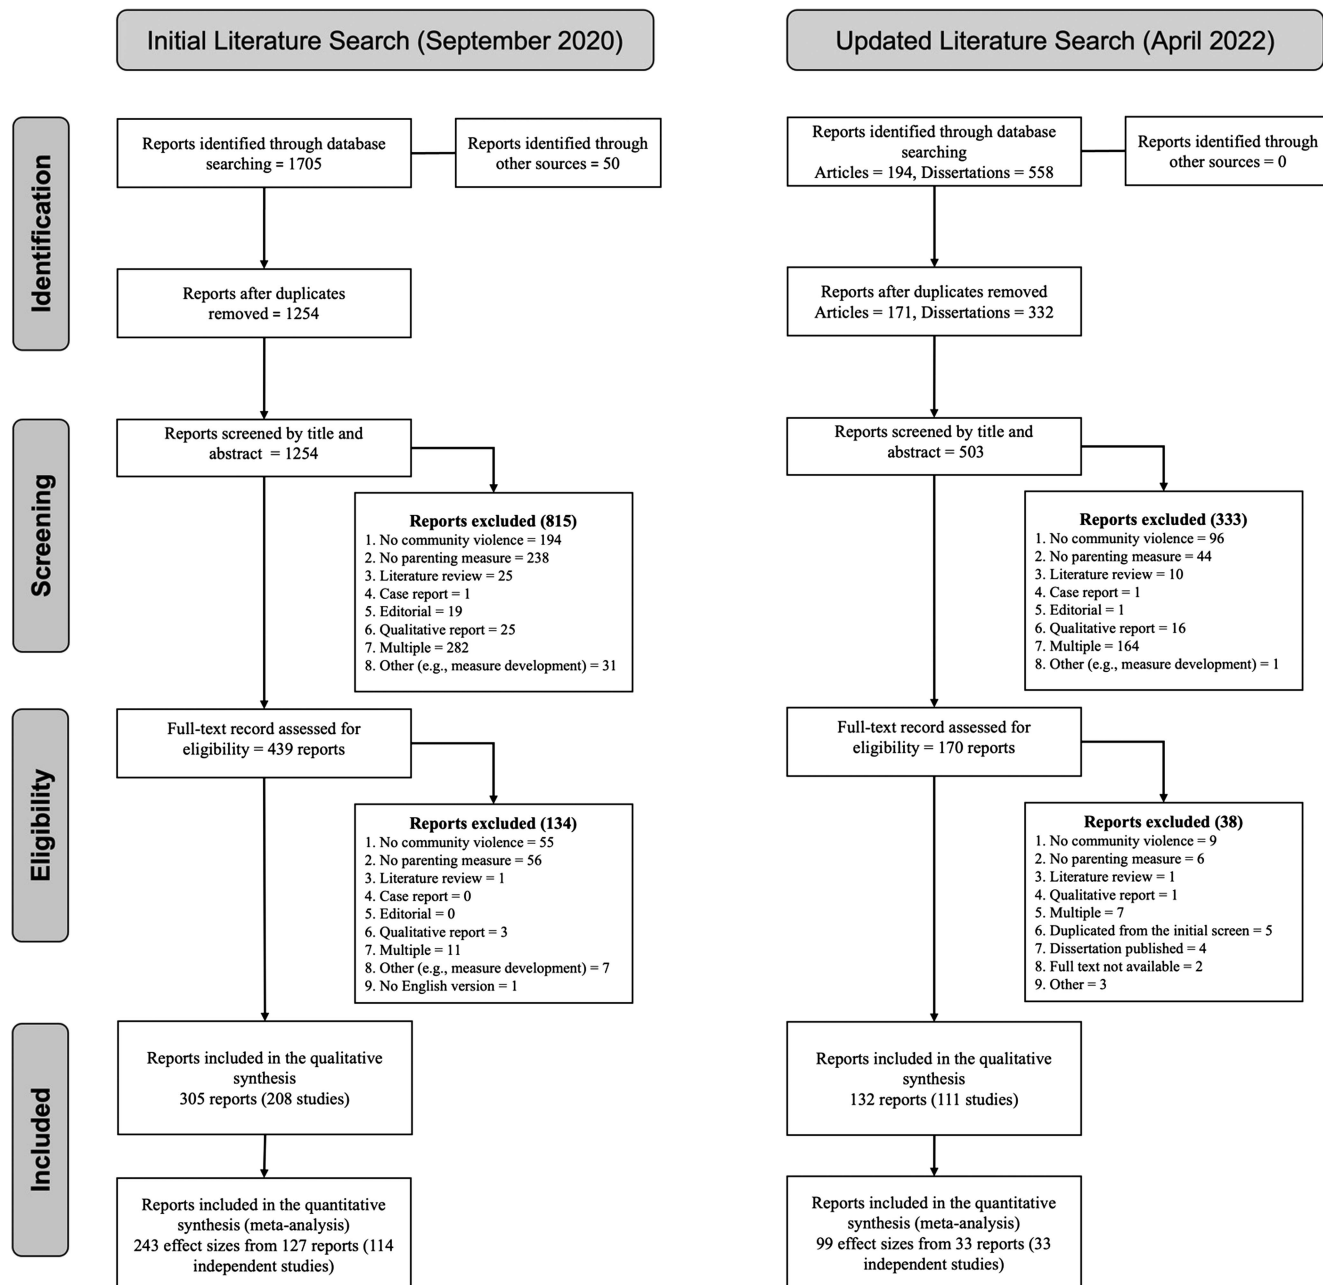 Initial Literature Search (September 2020)
Updated Literature Search (April 2022)
Identification
Reports identified through database
searching = 1705
Reports identified through
other sources = 50
Reports identified through database
searching
Articles = 194, Dissertations = 558
Reports identified through
other sources = 0
Reports after duplicates
removed = 1254
Reports after duplicates removed
Articles = 171, Dissertations = 332
Screening
Reports screened by title and
abstract = 1254
Reports screened by title and
abstract = 503
Reports excluded (815)
1. No community violence = 194
2. No parenting measure = 238
3. Literature review = 25
4. Case report = 1
5. Editorial = 19
6. Qualitative report = 25
7. Multiple = 282
8. Other (e.g., measure development) = 31
Reports excluded (333)
1. No community violence = 96
2. No parenting measure = 44
3. Literature review = 10
4. Case report = 1
5. Editorial = 1
6. Qualitative report = 16
7. Multiple = 164
8. Other (e.g., measure development) = 1
Eligibility
Full-text record assessed for
eligibility = 439 reports
Full-text record assessed for
eligibility = 170 reports
Reports excluded (134)
1. No community violence = 55
2. No parenting measure = 56
3. Literature review = 1
4. Case report = 0
5. Editorial = 0
6. Qualitative report = 3
7. Multiple = 11
8. Other (e.g., measure development) = 7
9. No English version = 1
Reports excluded (38)
1. No community violence = 9
2. No parenting measure = 6
3. Literature review = 1
4. Qualitative report = 1
5. Multiple = 7
6. Duplicated from the initial screen = 5
7. Dissertation published = 4
8. Full text not available = 2
9. Other = 3
Included
Reports included in the qualitative
synthesis
305 reports (208 studies)
Reports included in the qualitative
synthesis
132 reports (111 studies)
Reports included in the quantitative
synthesis (meta-analysis)
243 effect sizes from 127 reports (114
independent studies)
Reports included in the quantitative
synthesis (meta-analysis)
99 effect sizes from 33 reports (33
independent studies)